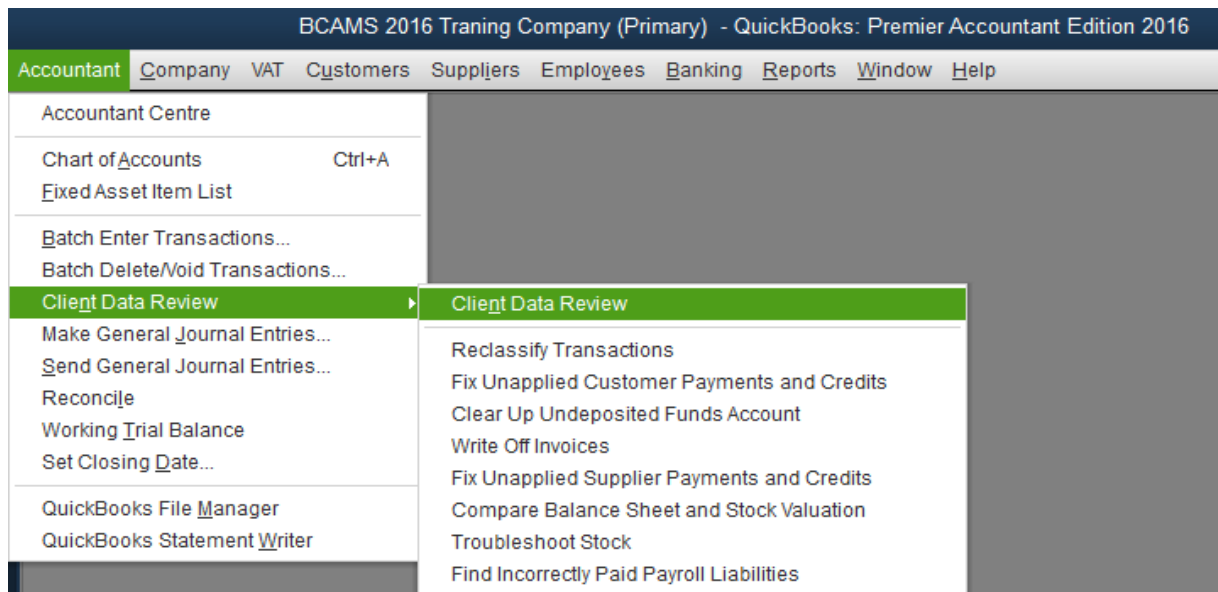 BCAMS 2016 Traning Company (Primary) - QuickBooks: Premier Accountant Edition 2016
Accountant Company VAT Customers Suppliers Employees Banking Reports Window Help
Accountant Centre
Chart of Accounts Ctrl+A
Fixed Asset Item List
Batch Enter Transactions...
Batch Delete/Void Transactions...
Client Data Review
Make General Journal Entries...
Send General Journal Entries...
Reconcile
Working Trial Balance
Set Closing Date...
QuickBooks File Manager
QuickBooks Statement Writer
Client Data Review
Reclassify Transactions
Fix Unapplied Customer Payments and Credits
Clear Up Undeposited Funds Account
Write Off Invoices
Fix Unapplied Supplier Payments and Credits
Compare Balance Sheet and Stock Valuation
Troubleshoot Stock
Find Incorrectly Paid Payroll Liabilities